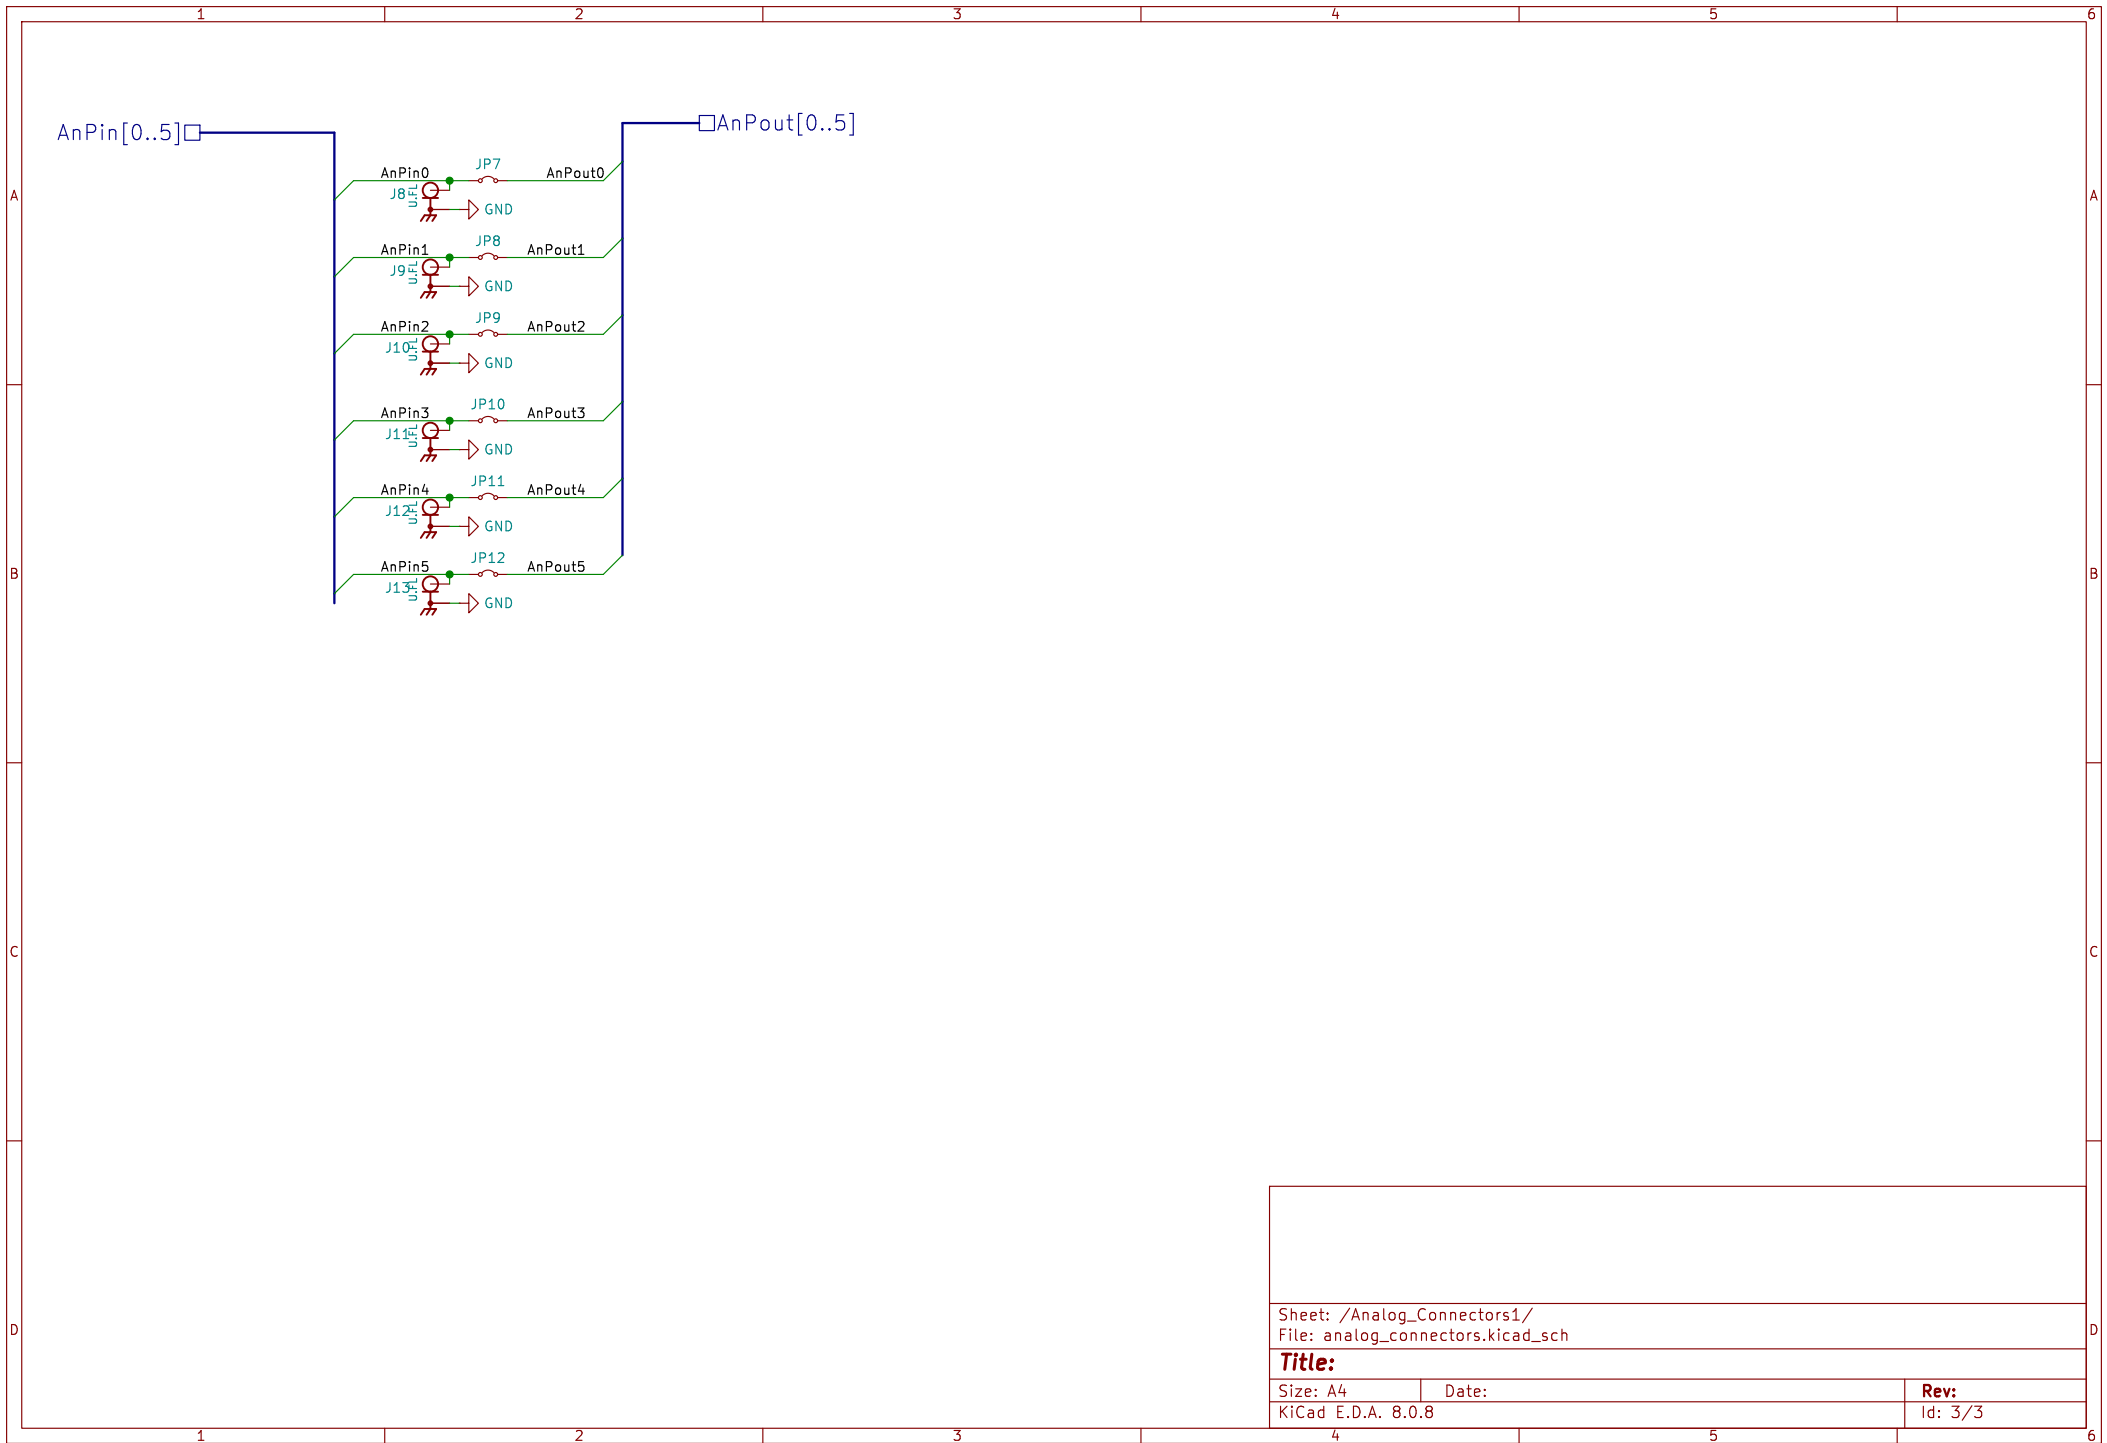 1 2 3 4 5 6
AnPin[0..5]
AnPout[0..5]
JP7
AnPin0 AnPout0
A J8 u.FL A
GND
JP8
AnPin1 AnPout1
J9 u.FL
GND
JP9
AnPin2 AnPout2
J10 u.FL
GND
JP10
AnPin3 AnPout3
J11 u.FL
GND
JP11
AnPin4 AnPout4
J12 u.FL
GND
JP12
AnPin5 AnPout5
B B
J13 u.FL
GND
C C
Sheet: /Analog_Connectors1/
D D
File: analog_connectors.kicad_sch
Title:
Size: A4 Date: Rev:
KiCad E.D.A. 8.0.8 Id: 3/3
1 2 3 4 5 6